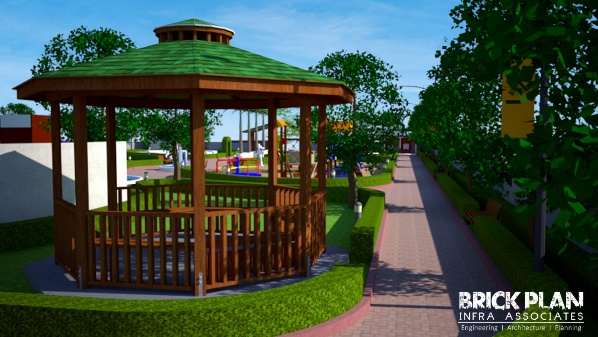 BRICK PLAN
INFRA ASSOCIATES
Engineering | Architecture | Planning